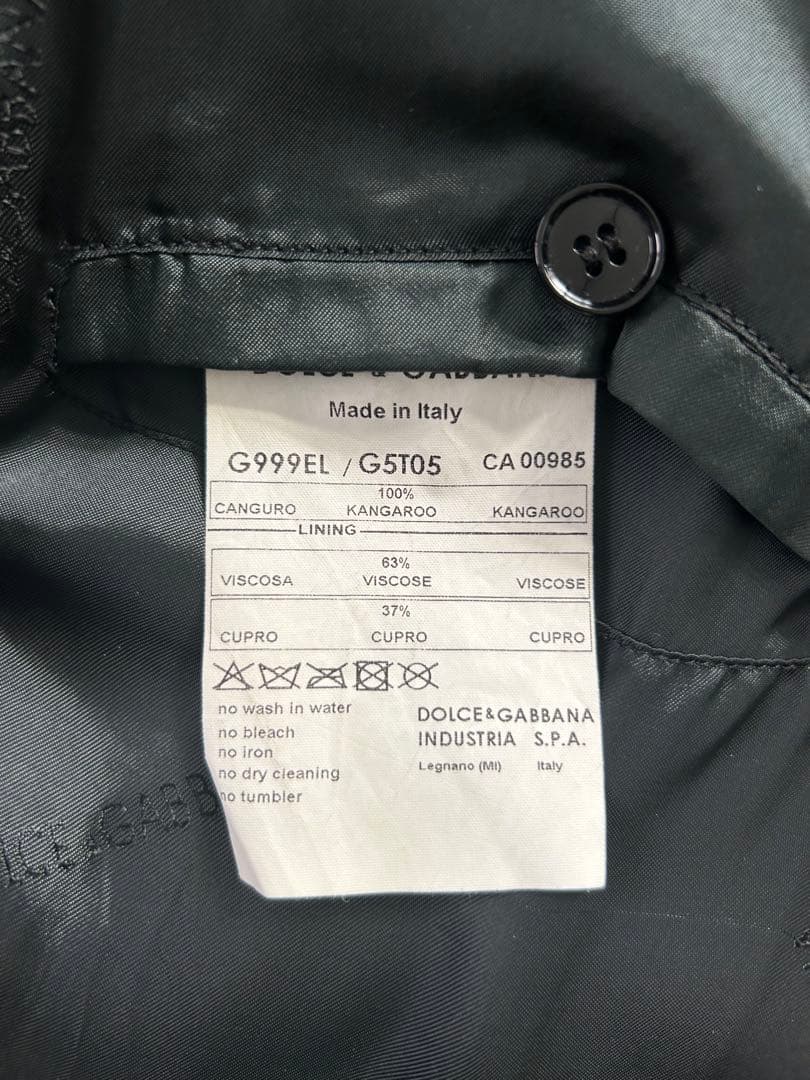 DOLCE & GABBANA
Made in Italy
G999EL / G5T05 CA 00985
100%
CANGURO KANGAROO KANGAROO
LINING
63%
VISCOSA VISCOSE VISCOSE
37%
CUPRO CUPRO CUPRO
no wash in water
no bleach
no iron
no dry cleaning
no tumbler
DOLCE&GABBANA
INDUSTRIA S.P.A.
Legnano (MI) Italy